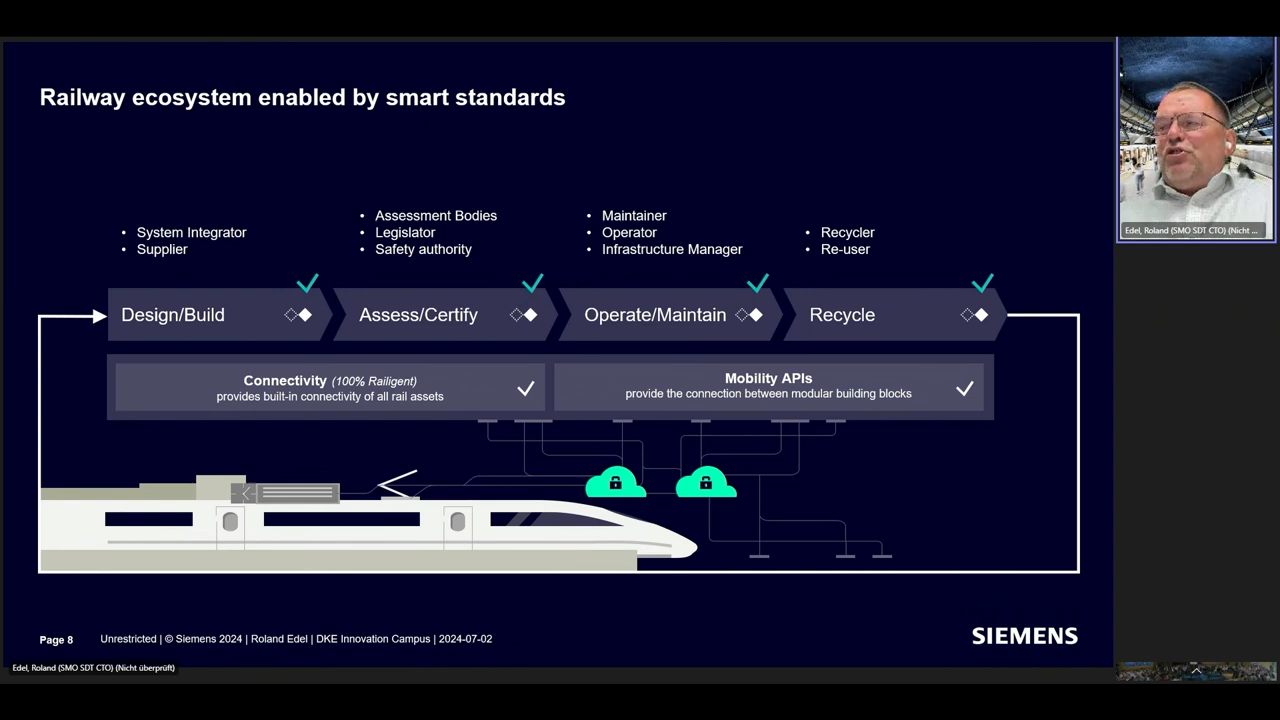 Railway ecosystem enabled by smart standards
• System Integrator
• Supplier
• Assessment Bodies
• Legislator
• Safety authority
• Maintainer
• Operator
• Infrastructure Manager
• Recycler
• Re-user
Design/Build
Assess/Certify
Operate/Maintain
Recycle
Connectivity (100% Railigent)
provides built-in connectivity of all rail assets
Mobility APIs
provide the connection between modular building blocks
Page 8
Unrestricted | © Siemens 2024 | Roland Edel | DKE Innovation Campus | 2024-07-02
SIEMENS
Edel, Roland (SMO SDT CTO) (Nicht überprüft)
Edel, Roland (SMO SDT CTO) (Nicht ...